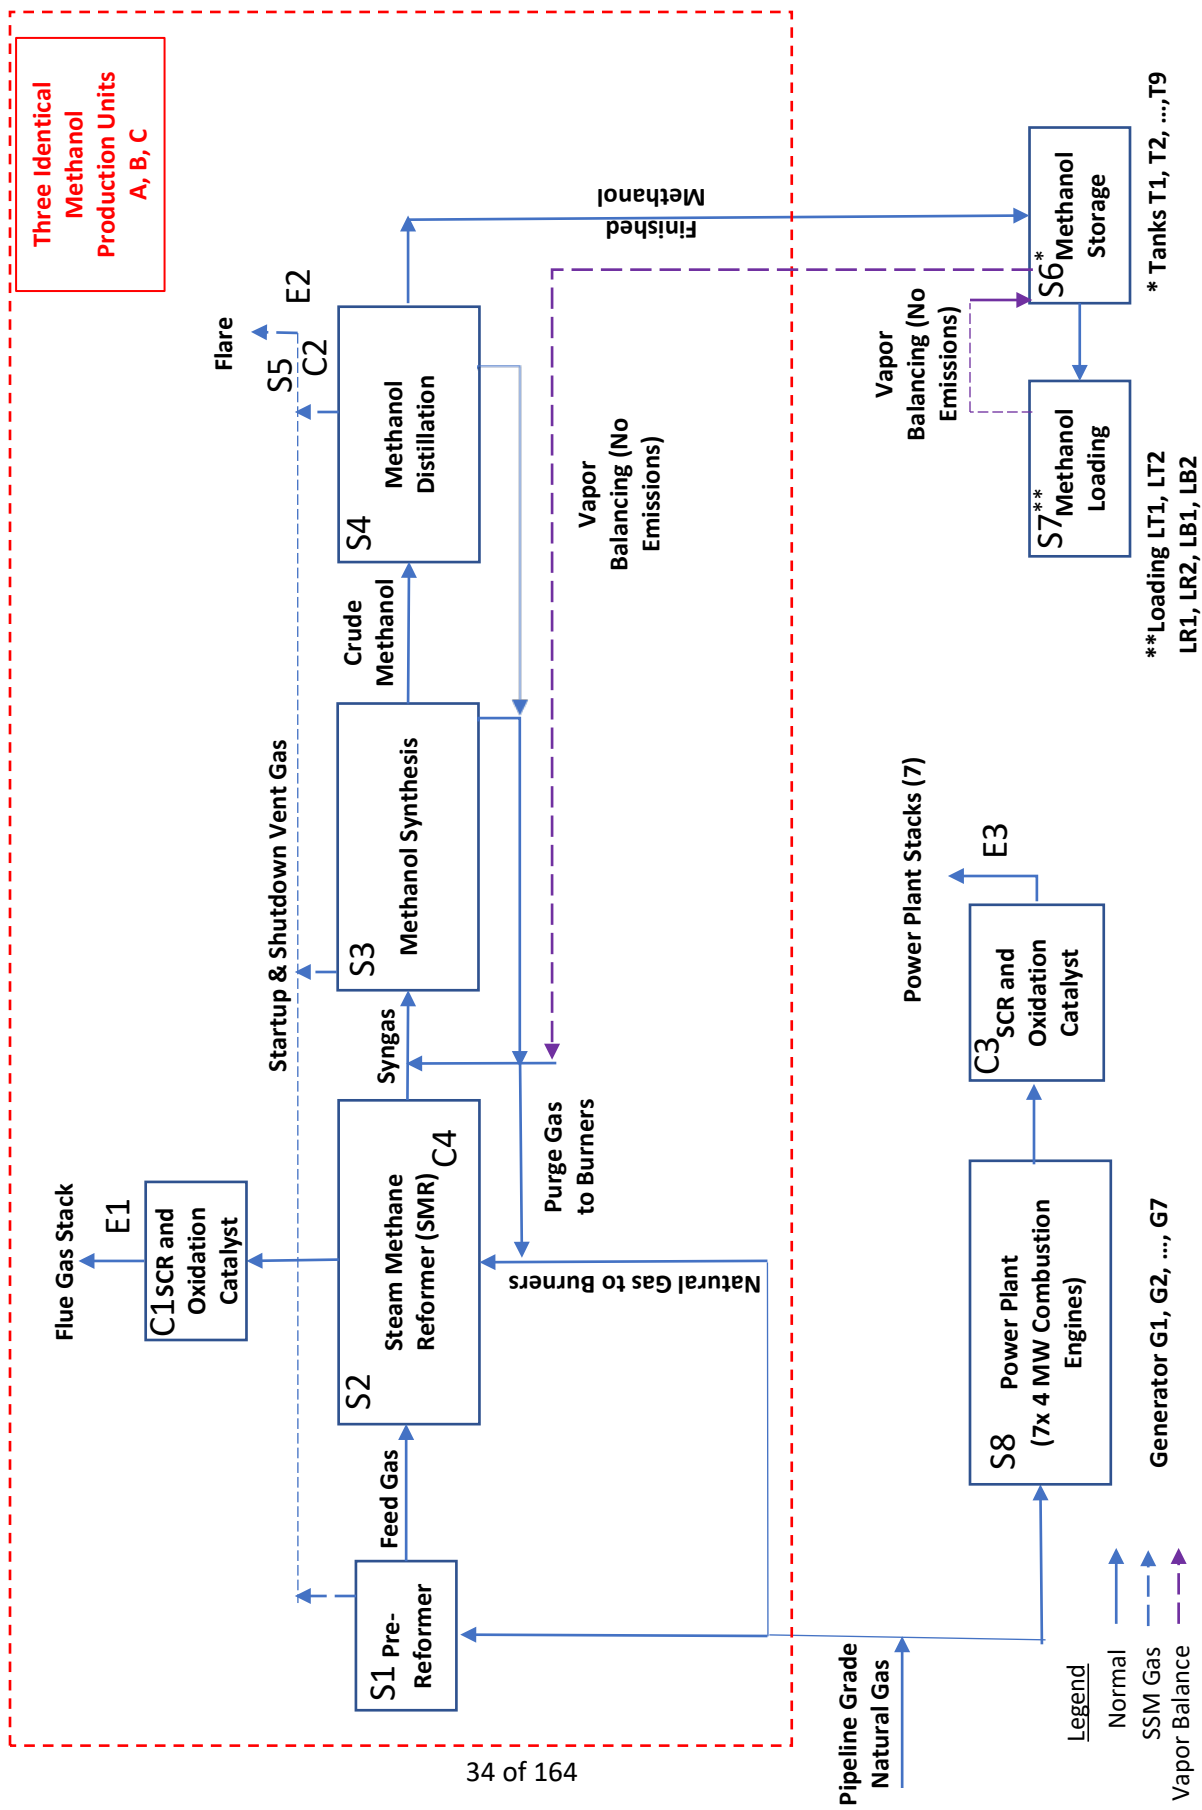 Three Identical
Methanol
Production Units
A, B, C
Flue Gas Stack
E1
C1 SCR and
Oxidation
Catalyst
Startup & Shutdown Vent Gas
Flare
E2
S5
C2
S1 Pre-
Reformer
Feed Gas
S2
Steam Methane
Reformer (SMR)
C4
Syngas
S3
Methanol Synthesis
Crude
Methanol
S4
Methanol
Distillation
Finished
Methanol
Natural Gas to Burners
Purge Gas
to Burners
Vapor
Balancing (No
Emissions)
Pipeline Grade
Natural Gas
S8
Power Plant
(7x 4 MW Combustion
Engines)
Generator G1, G2, ..., G7
C3
SCR and
Oxidation
Catalyst
E3
Power Plant Stacks (7)
Vapor
Balancing (No
Emissions)
S7**
Methanol
Loading
**Loading LT1, LT2
LR1, LR2, LB1, LB2
S6*
Methanol
Storage
* Tanks T1, T2, ...,T9
Legend
Normal
SSM Gas
Vapor Balance
34 of 164